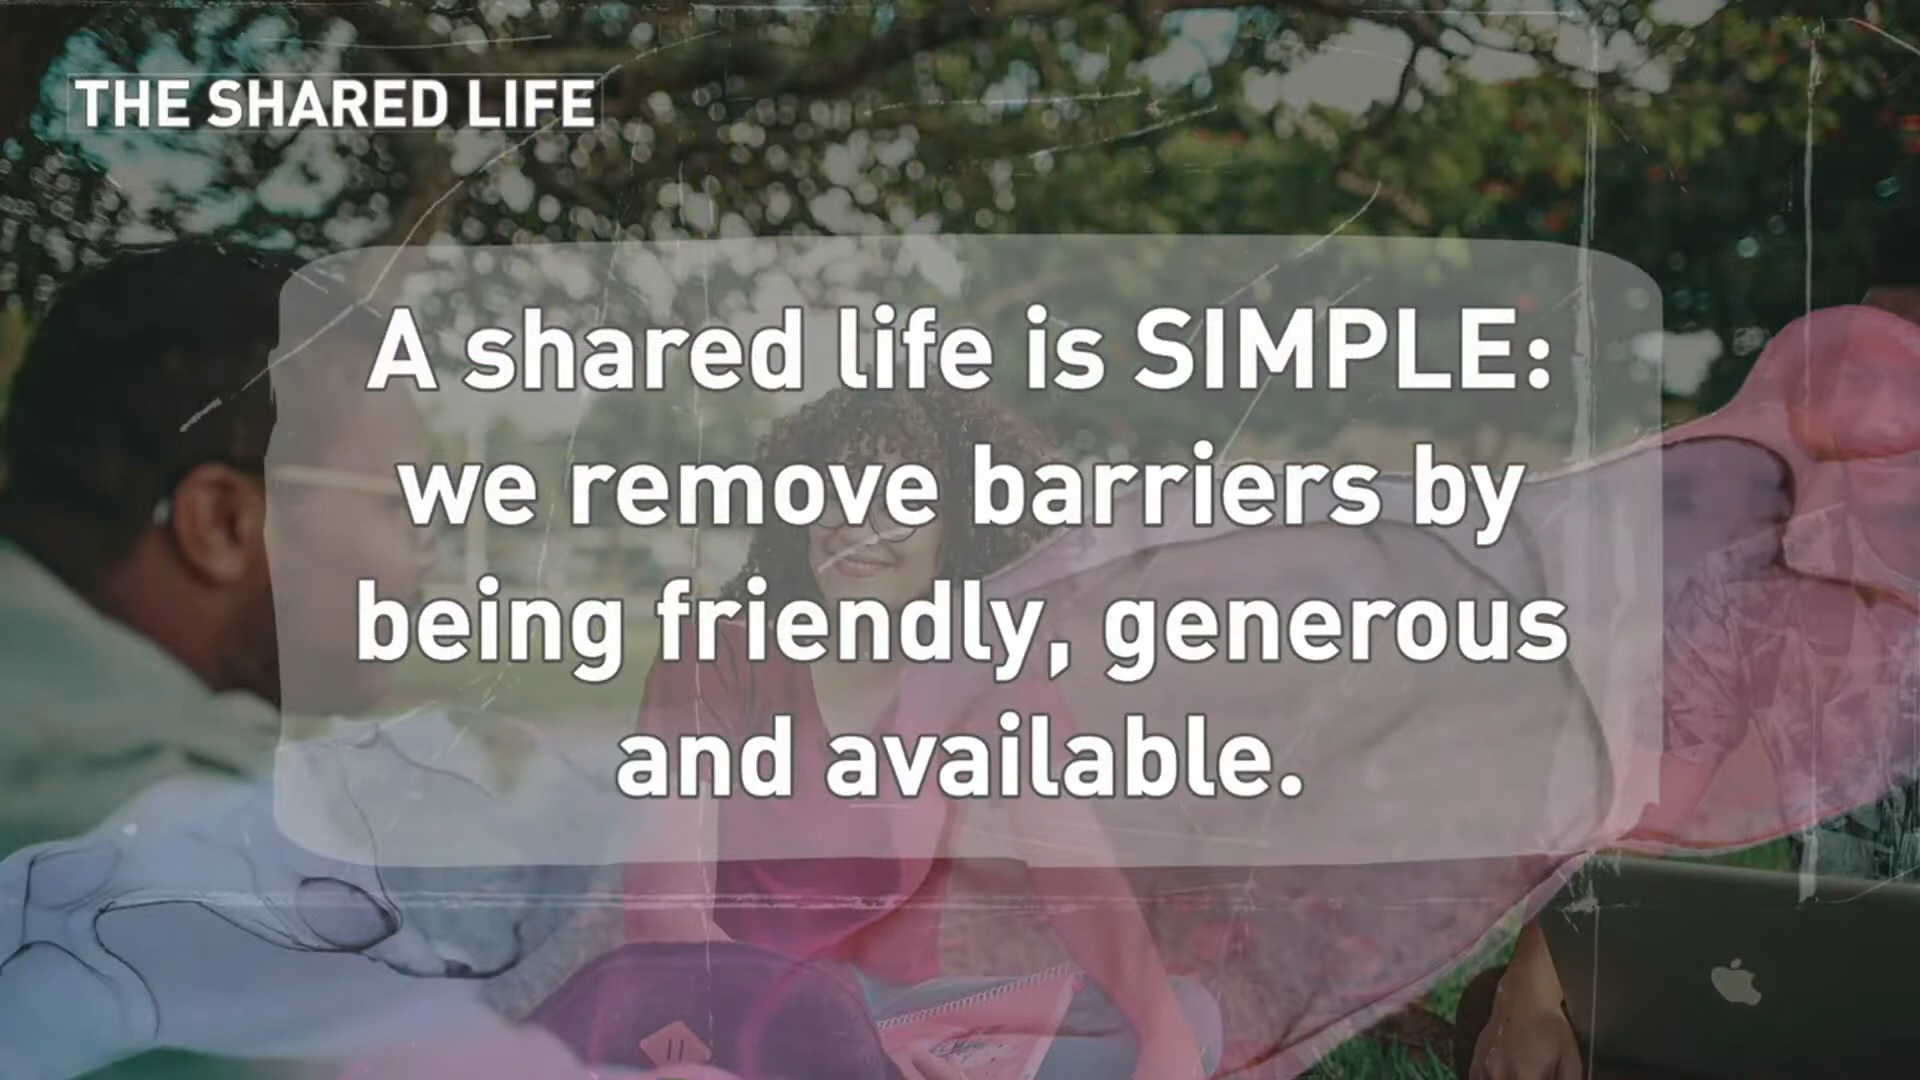 THE SHARED LIFE
A shared life is SIMPLE:
we remove barriers by
being friendly, generous
and available.